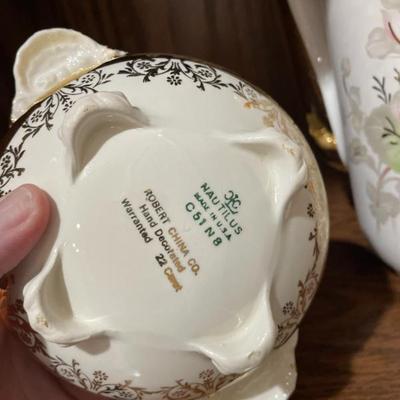 NAUTILUS
MADE IN U.S.A.
C51N8
ROBERT CHINA CO.
Hand Decorated
Warranted 22 Carat